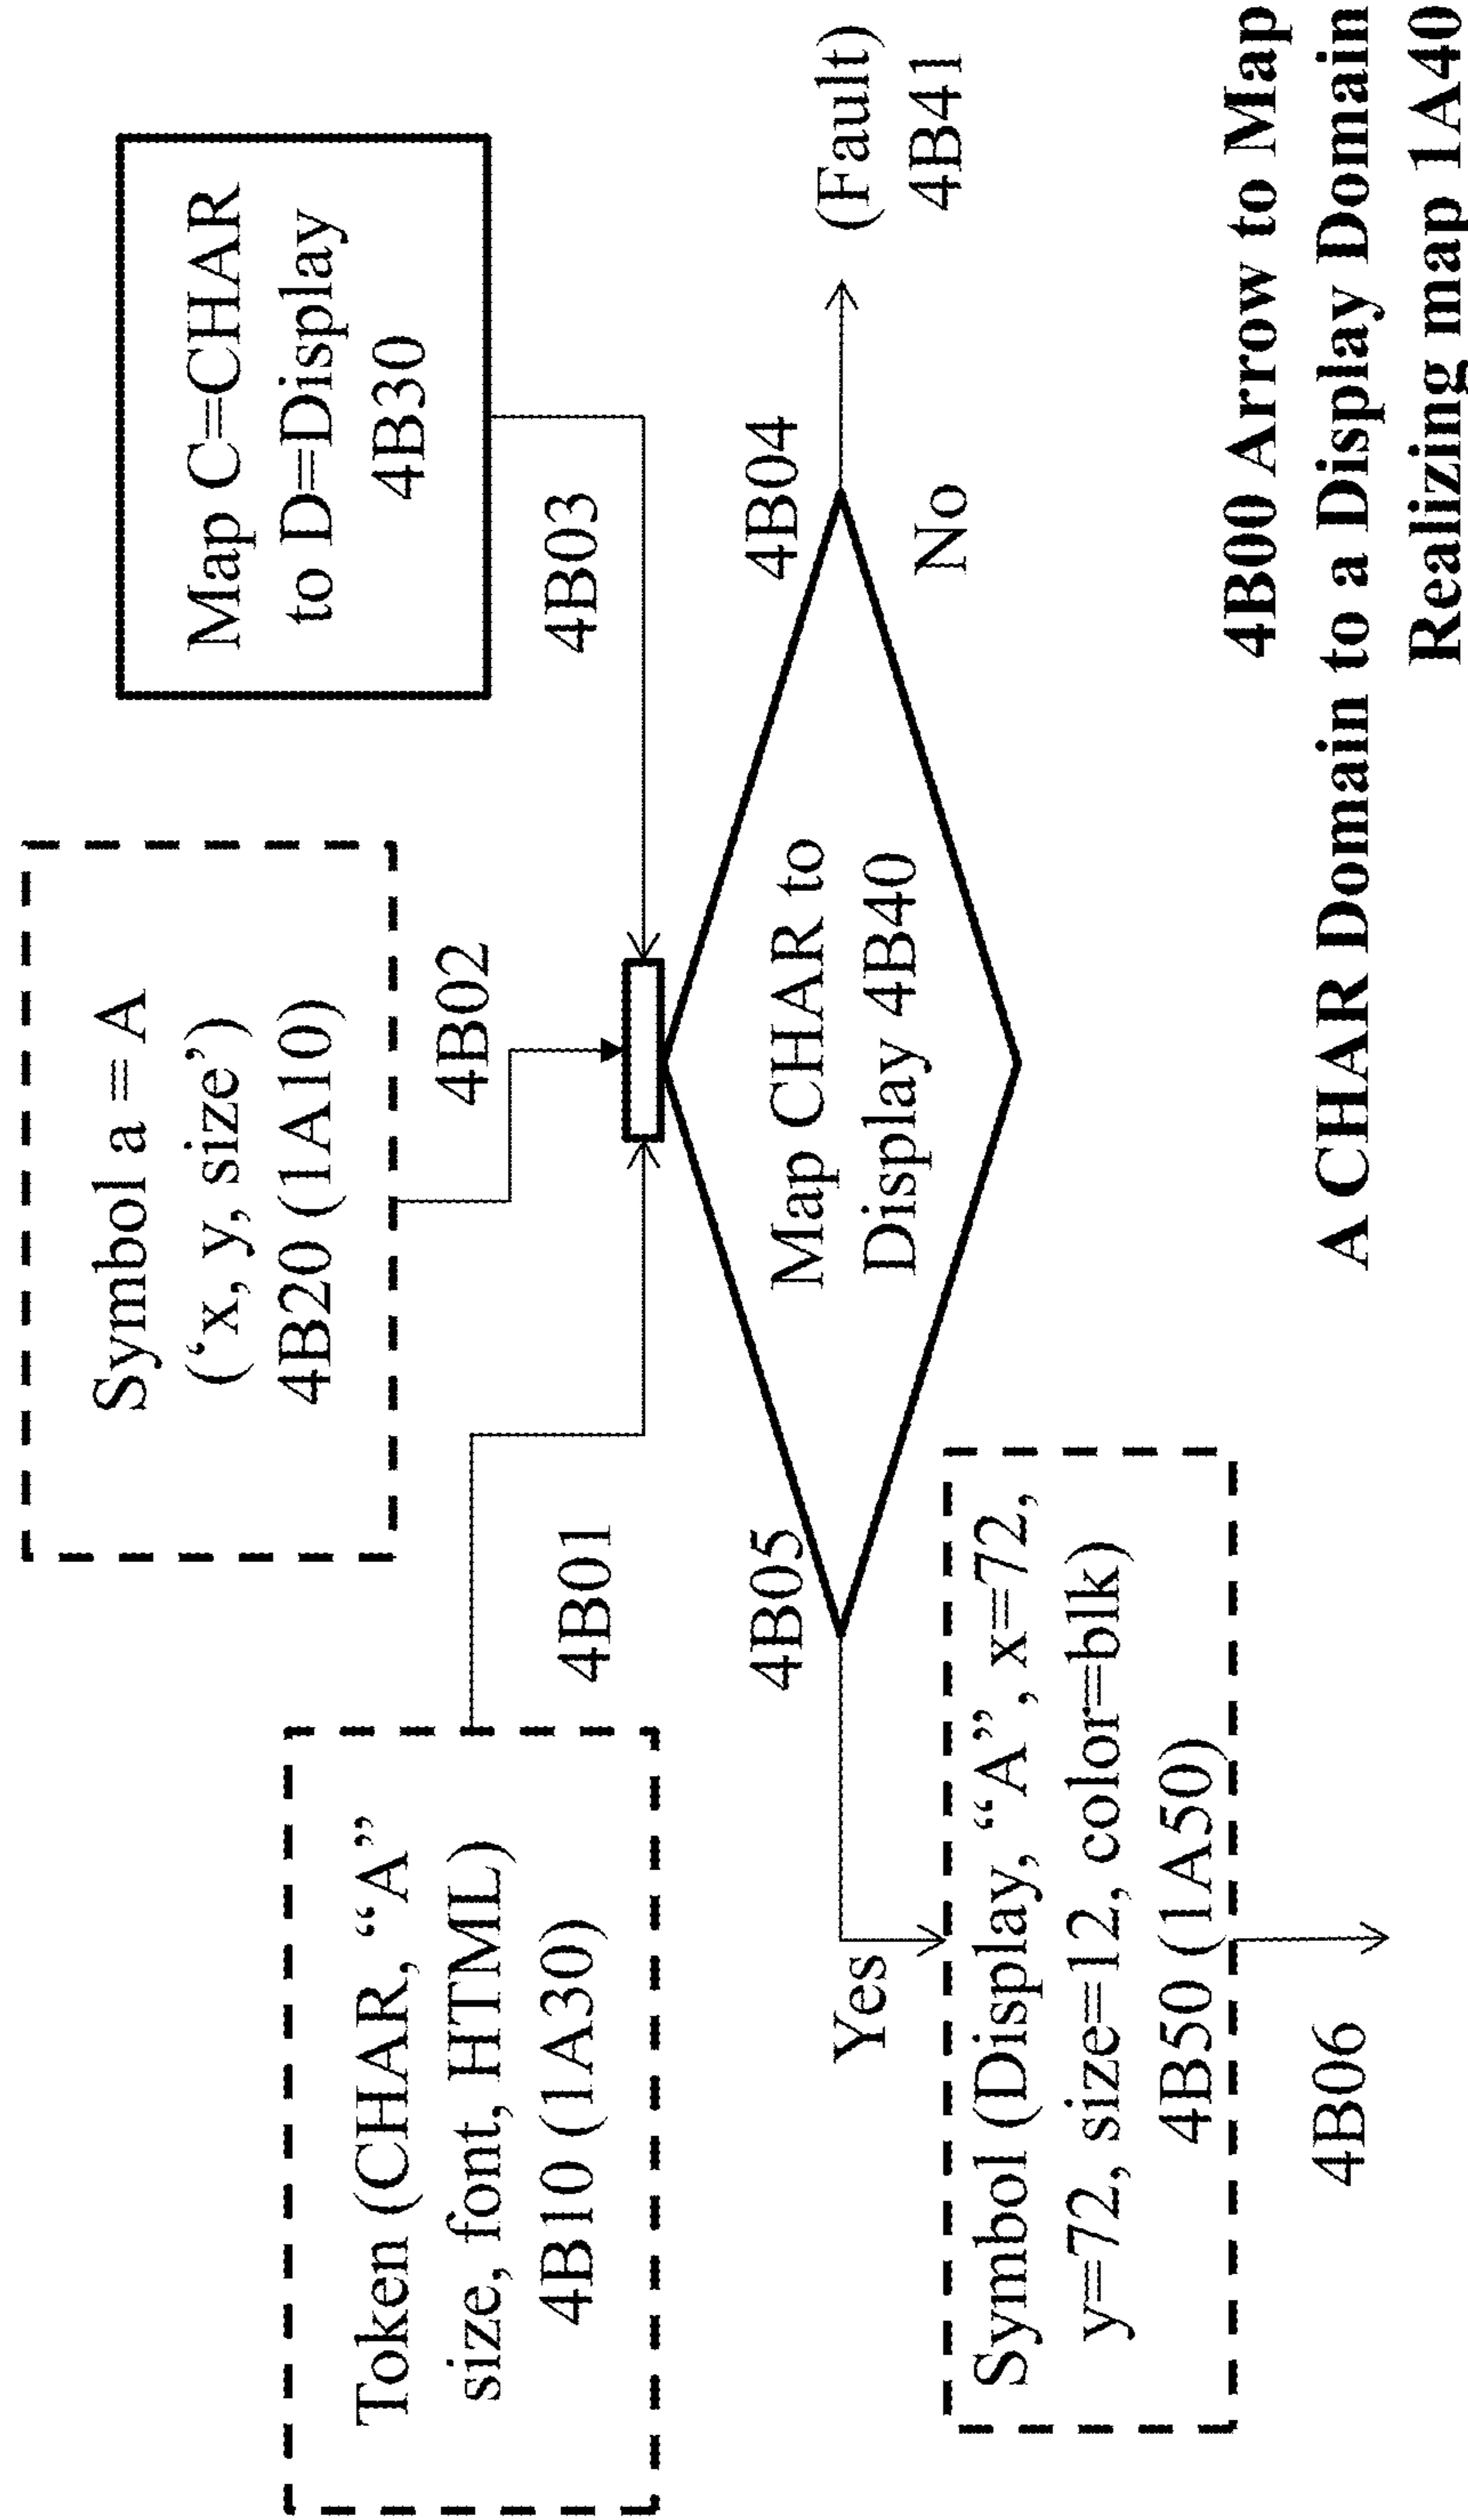 Symbol a = A
(‘x, y, size’)
4B20 (1A10)
Map C=CHAR
to D=Display
4B30
Token (CHAR, “A”
size, font, HTML)
4B10 (1A30)
4B01
4B02
4B03
Map CHAR to
Display 4B40
4B05
Yes
4B04
No
(Fault)
4B41
Symbol (Display, “A”, x=72,
y=72, size=12, color=blk)
4B50 (1A50)
4B06
4B00 Arrow to Map
A CHAR Domain to a Display Domain
Realizing map 1A40